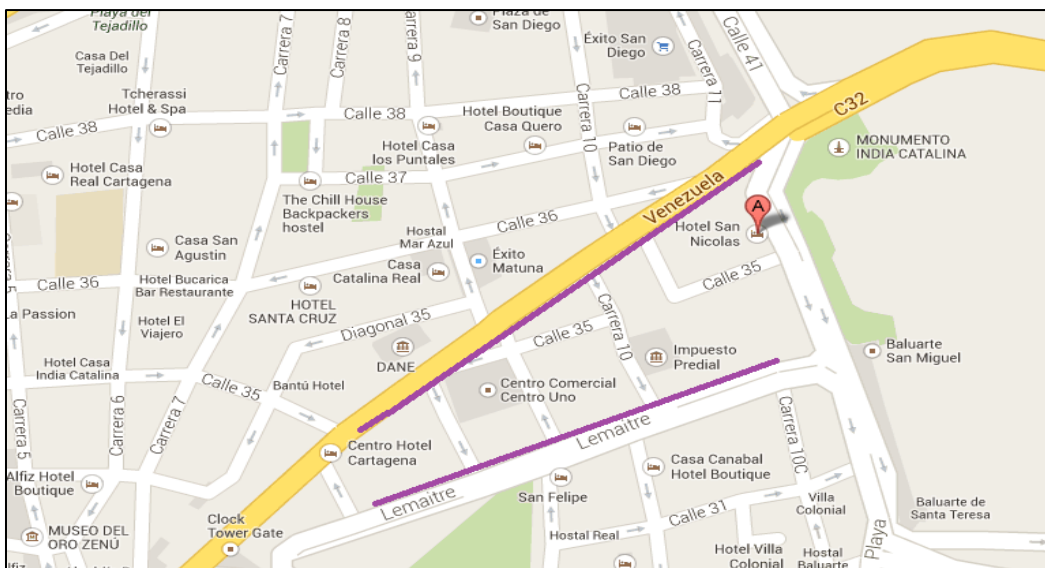 Playa del
Tejadillo
Casa Del
Tejadillo
Tcherassi
Hotel & Spa
Carrera 7
Carrera 8
Carrera 9
Plaza de
San Diego
Éxito San
Diego
Carrera 11
Calle 41
C32
Calle 38
Calle 38
Hotel Boutique
Casa Quero
Carrera 10
Calle 38
Hotel Casa
Real Cartagena
Hotel Casa
los Puntales
Patio de
San Diego
MONUMENTO
INDIA CATALINA
The Chill House
Backpackers
hostel
Calle 37
Venezuela
A
Hotel San
Nicolas
Casa San
Agustin
Hostal
Mar Azul
Calle 36
Calle 36
Hotel Bucarica
Bar Restaurante
Casa
Catalina Real
Éxito
Matuna
Calle 35
La Passion
Hotel El
Viajero
HOTEL
SANTA CRUZ
Diagonal 35
Calle 35
Carrera 10
Baluarte
San Miguel
Hotel Casa
India Catalina
Calle 35
Bantú Hotel
DANE
Centro Comercial
Centro Uno
Impuesto
Predial
Carrera 5
Carrera 6
Carrera 7
Centro Hotel
Cartagena
Lemaitre
Lemaitre
Casa Canabal
Hotel Boutique
Carrera 10C
Alfiz Hotel
Boutique
San Felipe
Calle 31
Villa
Colonial
Baluarte de
Santa Teresa
MUSEO DEL
ORO ZENÚ
Clock
Tower Gate
Hostal Real
Hotel Villa
Colonial
Hostal
Baluarte
Playa